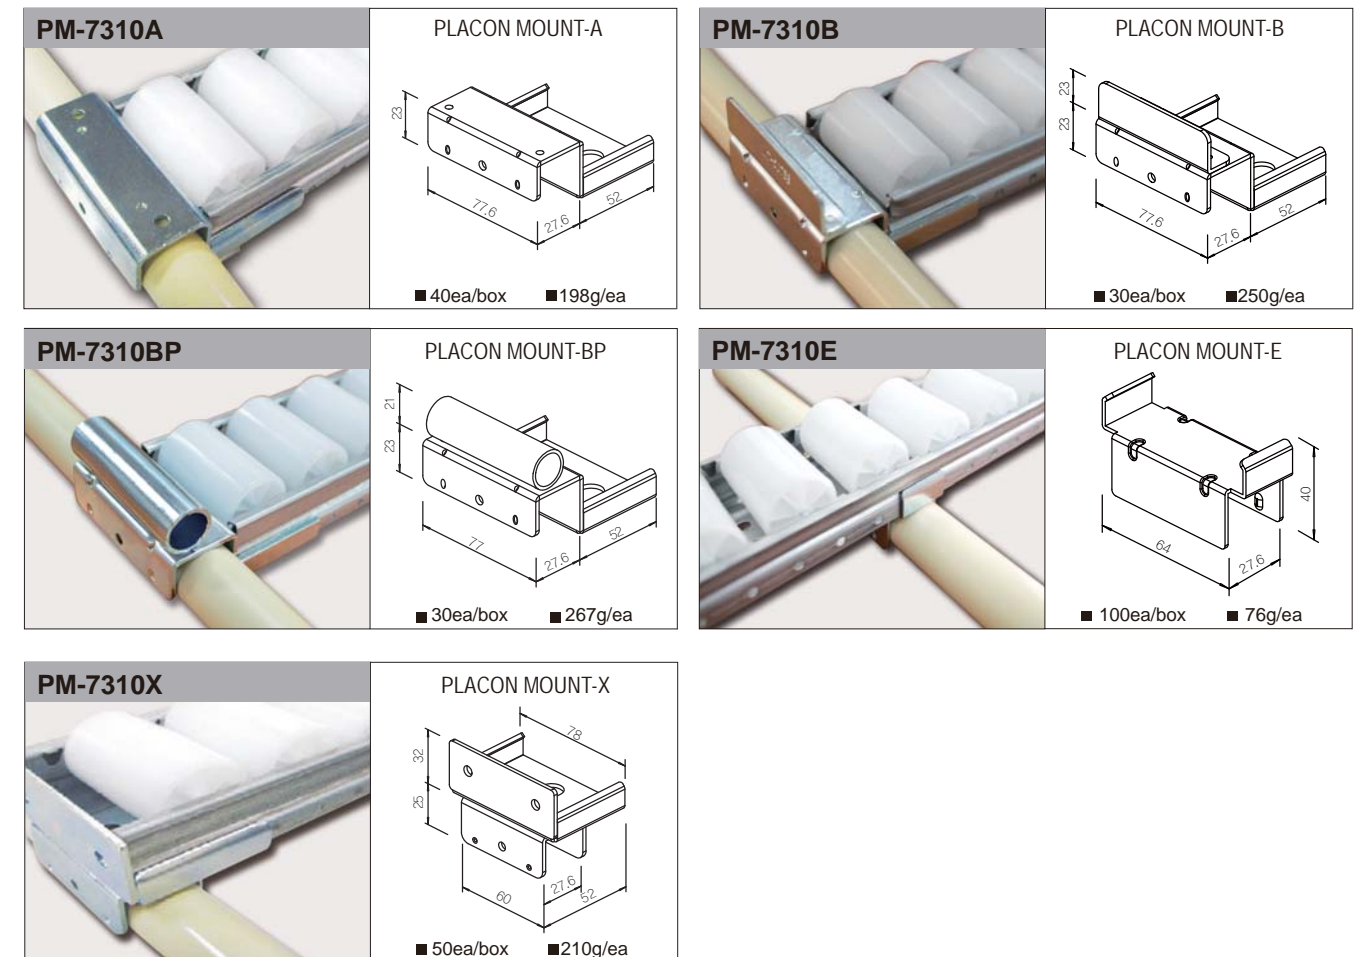 PM-7310A
PLACON MOUNT-A
23
77.6
27.6
52
■ 40ea/box ■198g/ea
PM-7310B
PLACON MOUNT-B
23
23
77.6
27.6
52
■ 30ea/box ■250g/ea
PM-7310BP
PLACON MOUNT-BP
21
23
77
27.6
52
■ 30ea/box ■ 267g/ea
PM-7310E
PLACON MOUNT-E
40
64
27.6
■ 100ea/box ■ 76g/ea
PM-7310X
PLACON MOUNT-X
78
32
25
60
27.6
52
■ 50ea/box ■210g/ea